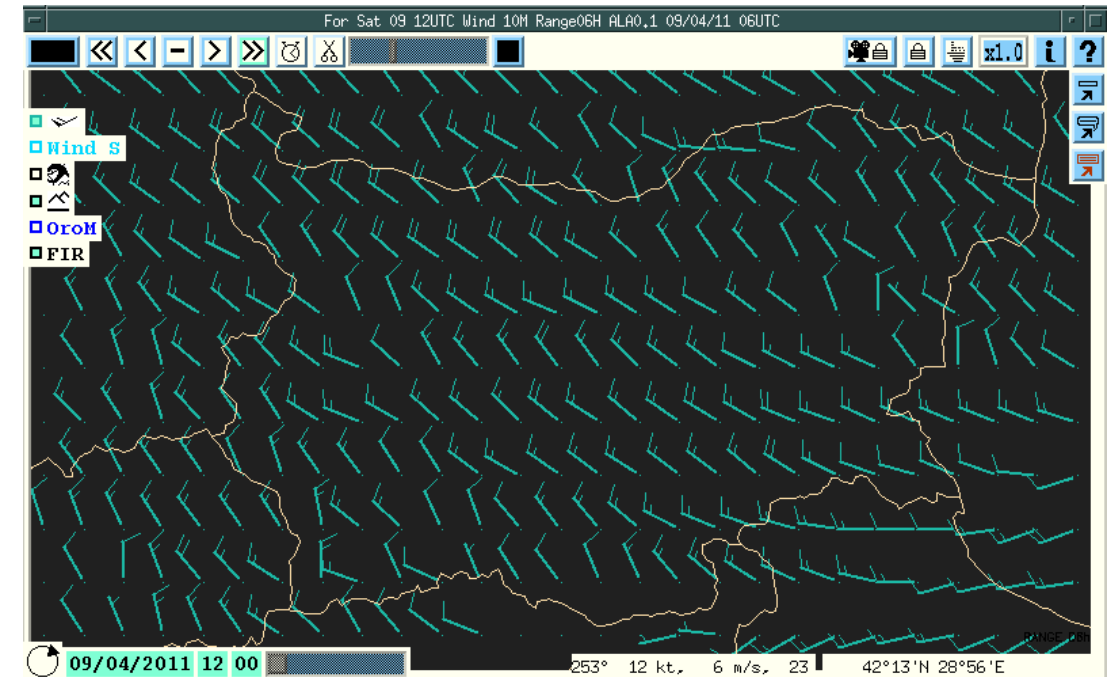 For Sat 09 12UTC Wind 10M Range06H ALA0.1 09/04/11 06UTC
x1.0 i ?
Wind S
OroM
FIR
RANGE 06h
09/04/2011 12 00
253° 12 kt, 6 m/s, 23 42°13'N 28°56'E